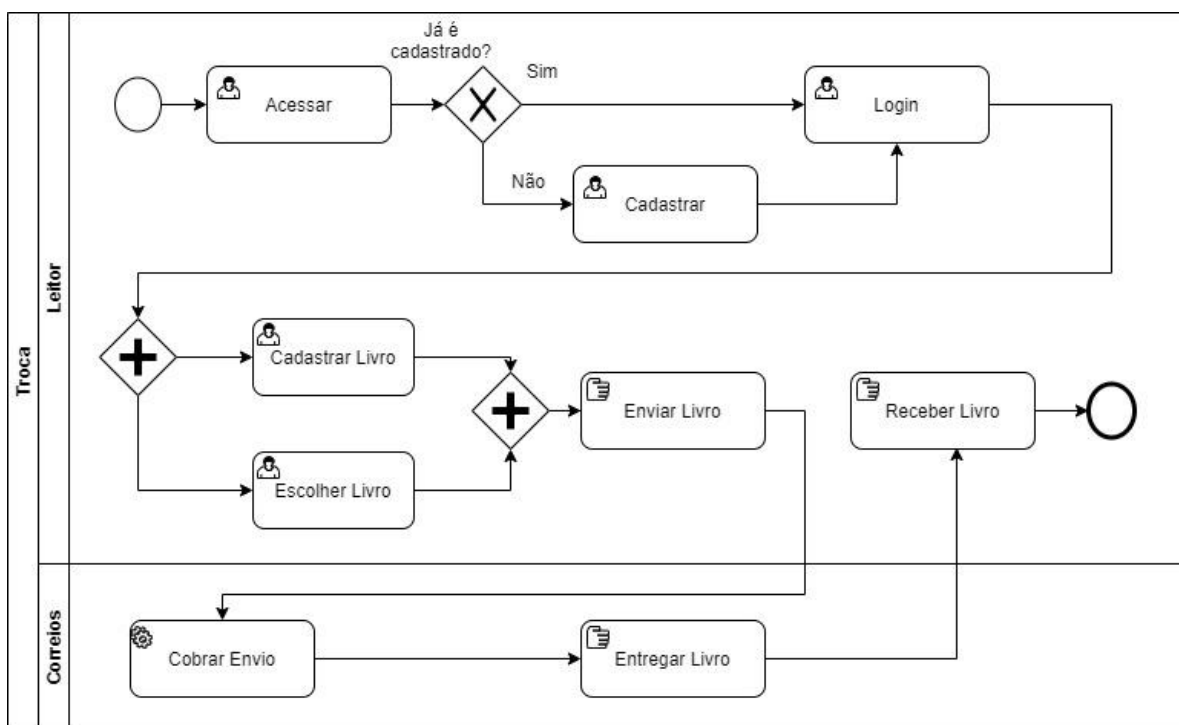 Troca
Leitor
Acessar
Já é
cadastrado?
Sim
Login
Não
Cadastrar
Cadastrar Livro
Escolher Livro
Enviar Livro
Receber Livro
Correios
Cobrar Envio
Entregar Livro